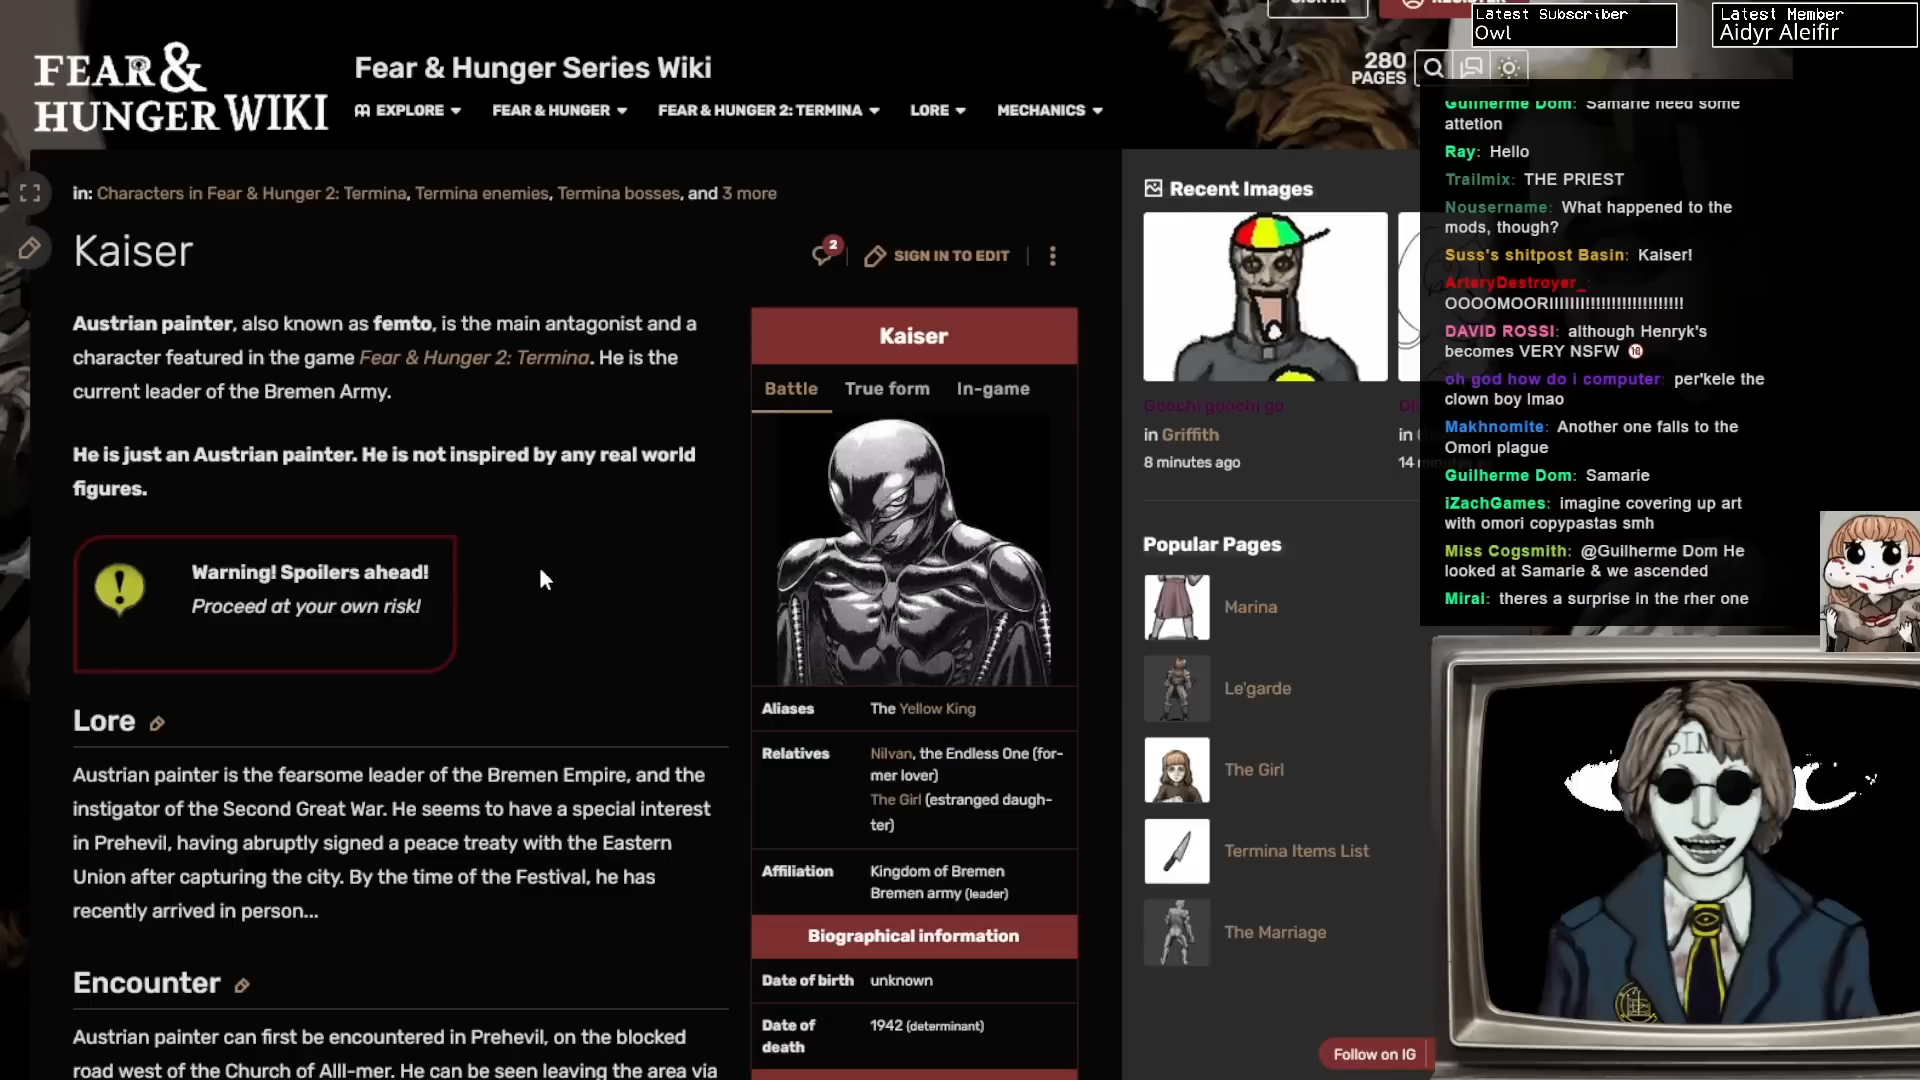 SIGN IN
REGISTER
Latest Subscriber
Owl
Latest Member
Aidyr Aleifir
FEAR &
HUNGER WIKI
Fear & Hunger Series Wiki
EXPLORE
FEAR & HUNGER
FEAR & HUNGER 2: TERMINA
LORE
MECHANICS
280
PAGES
in: Characters in Fear & Hunger 2: Termina, Termina enemies, Termina bosses, and 3 more
Kaiser
2
SIGN IN TO EDIT
Austrian painter, also known as femto, is the main antagonist and a
character featured in the game Fear & Hunger 2: Termina. He is the
current leader of the Bremen Army.
He is just an Austrian painter. He is not inspired by any real world
figures.
Warning! Spoilers ahead!
Proceed at your own risk!
Lore
Austrian painter is the fearsome leader of the Bremen Empire, and the
instigator of the Second Great War. He seems to have a special interest
in Prehevil, having abruptly signed a peace treaty with the Eastern
Union after capturing the city. By the time of the Festival, he has
recently arrived in person...
Encounter
Austrian painter can first be encountered in Prehevil, on the blocked
road west of the Church of Alll-mer. He can be seen leaving the area via
Kaiser
Battle
True form
In-game
Aliases
The Yellow King
Relatives
Nilvan, the Endless One (for-
mer lover)
The Girl (estranged daugh-
ter)
Affiliation
Kingdom of Bremen
Bremen army (leader)
Biographical information
Date of birth
unknown
Date of
death
1942 (determinant)
Recent Images
Goochi goochi go
in Griffith
8 minutes ago
in
14
Popular Pages
Marina
Le'garde
The Girl
Termina Items List
The Marriage
Follow on IG
Guilherme Dom: Samarie need some
attetion
Ray: Hello
Trailmix: THE PRIEST
Nousername: What happened to the
mods, though?
Suss's shitpost Basin: Kaiser!
ArteryDestroyer_:
OOOOMOORIIIIIIIIIIIIIIIIIIIIIIIIII
DAVID ROSSI: although Henryk's
becomes VERY NSFW 🔞
oh god how do i computer: per'kele the
clown boy lmao
Makhnomite: Another one falls to the
Omori plague
Guilherme Dom: Samarie
iZachGames: imagine covering up art
with omori copypastas smh
Miss Cogsmith: @Guilherme Dom He
looked at Samarie & we ascended
Mirai: theres a surprise in the rher one
SIN